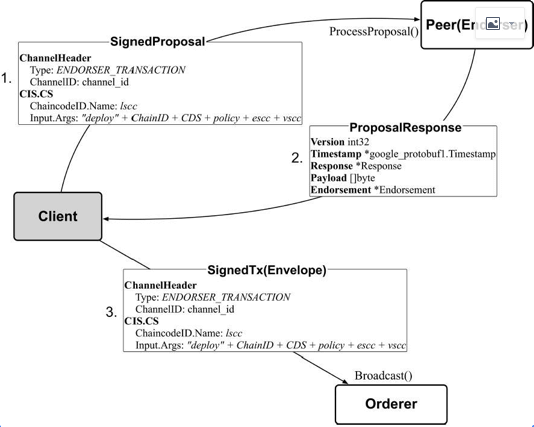 SignedProposal
1.
ChannelHeader
Type: ENDORSER_TRANSACTION
ChannelID: channel_id
CIS.CS
ChaincodeID.Name: lscc
Input.Args: "deploy" + ChainID + CDS + policy + escc + vscc
ProcessProposal()
Peer(Endorser)
ProposalResponse
2.
Version int32
Timestamp *google_protobuf1.Timestamp
Response *Response
Payload []byte
Endorsement *Endorsement
Client
SignedTx(Envelope)
3.
ChannelHeader
Type: ENDORSER_TRANSACTION
ChannelID: channel_id
CIS.CS
ChaincodeID.Name: lscc
Input.Args: "deploy" + ChainID + CDS + policy + escc + vscc
Broadcast()
Orderer